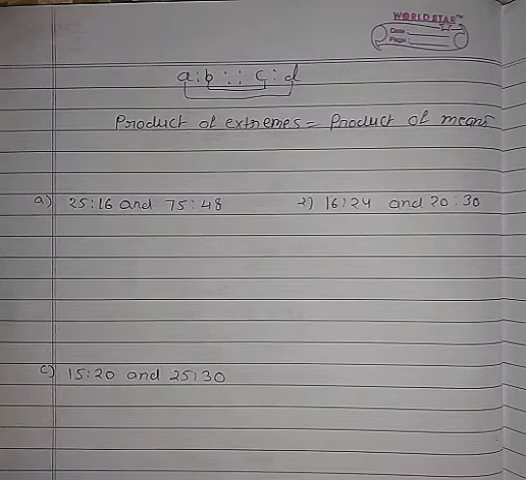 WORLDSTAR™
Date:
Page:
a:b :: c:d
Product of extremes = Product of means
a) 25:16 and 75:48
2) 16:24 and 20:30
c) 15:20 and 25:30